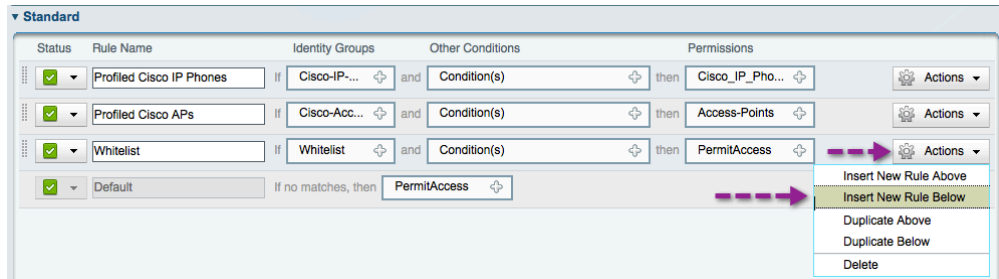 Standard
Status Rule Name Identity Groups Other Conditions Permissions
Profiled Cisco IP Phones If Cisco-IP-... and Condition(s) then Cisco_IP_Pho... Actions
Profiled Cisco APs If Cisco-Acc... and Condition(s) then Access-Points Actions
Whitelist If Whitelist and Condition(s) then PermitAccess Actions
Default If no matches, then PermitAccess
Insert New Rule Above
Insert New Rule Below
Duplicate Above
Duplicate Below
Delete